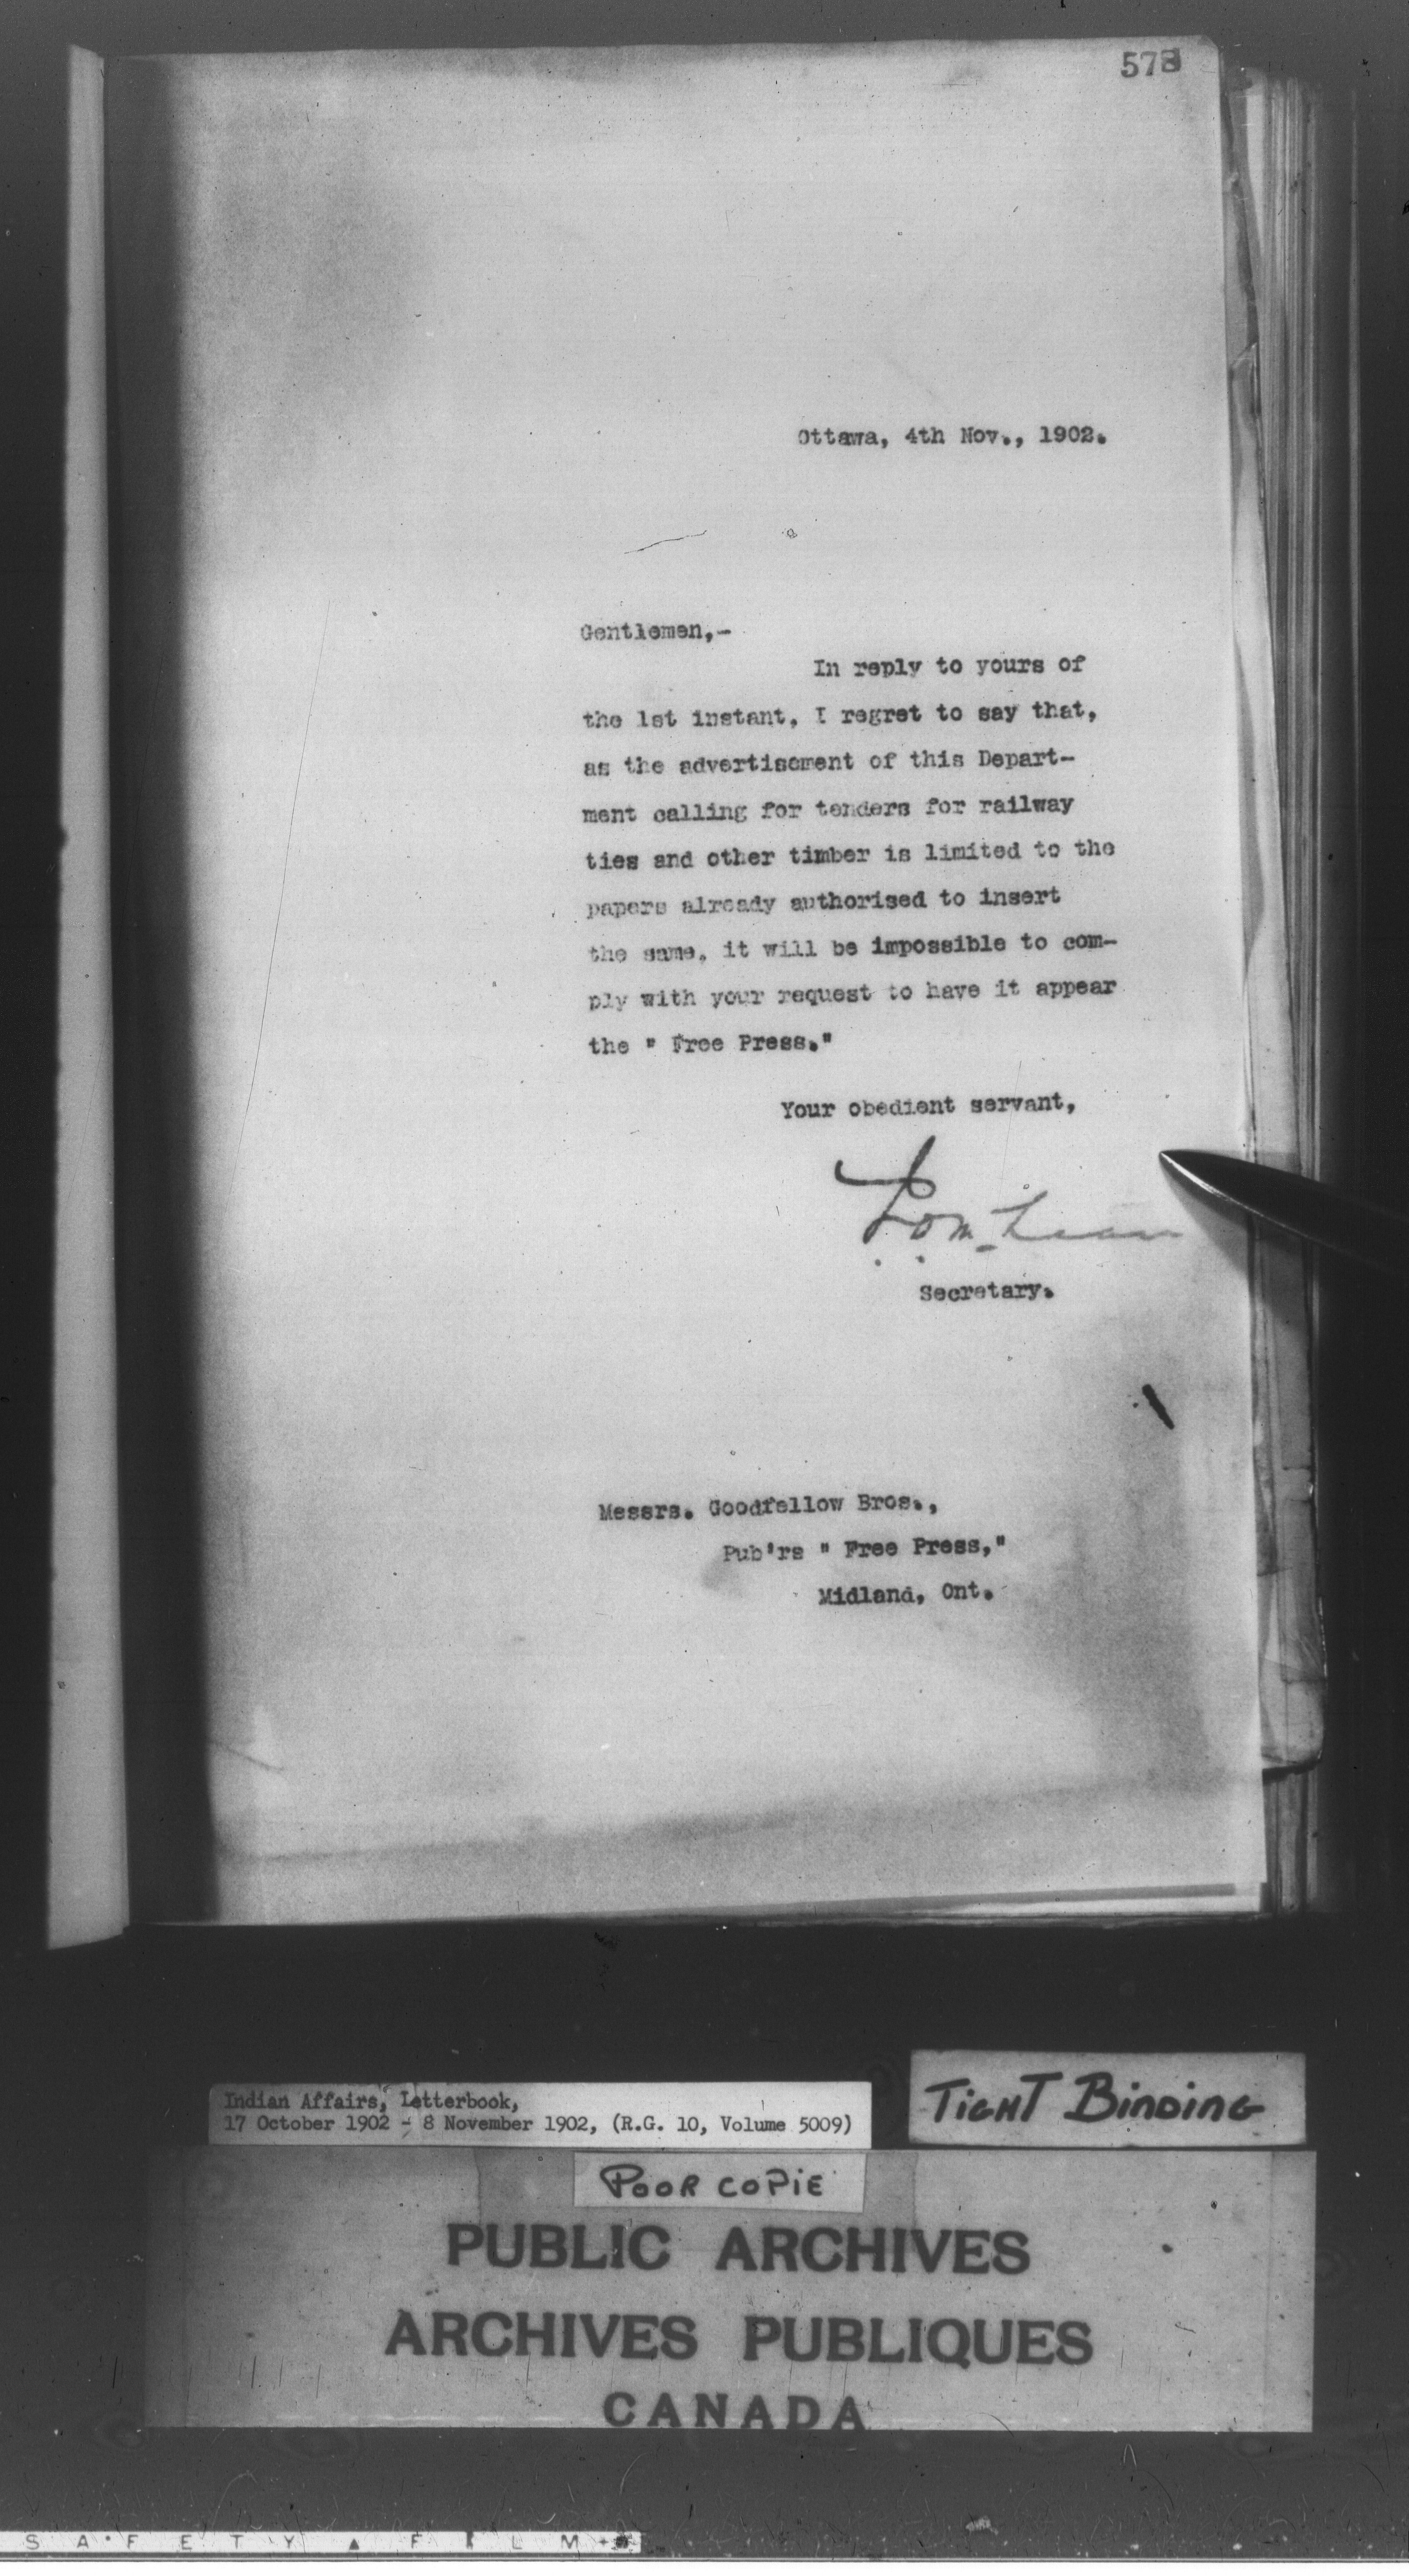 578
Ottawa, 4th Nov., 1902.
Gentlemen,-
In reply to yours of
the 1st instant, I regret to say that,
as the advertisement of this Depart-
ment calling for tenders for railway
ties and other timber is limited to the
papers already authorised to insert
the same, it will be impossible to com-
ply with your request to have it appear
the " Free Press."
Your obedient servant,
Secretary.
Messrs. Goodfellow Bros.,
Pub'rs " Free Press,"
Midland, Ont.
Indian Affairs, Letterbook,
17 October 1902 - 8 November 1902, (R.G. 10, Volume 5009)
TIGHT BINDING
POOR COPIE
PUBLIC ARCHIVES
ARCHIVES PUBLIQUES
CANADA
SAFETY ▲ FILM